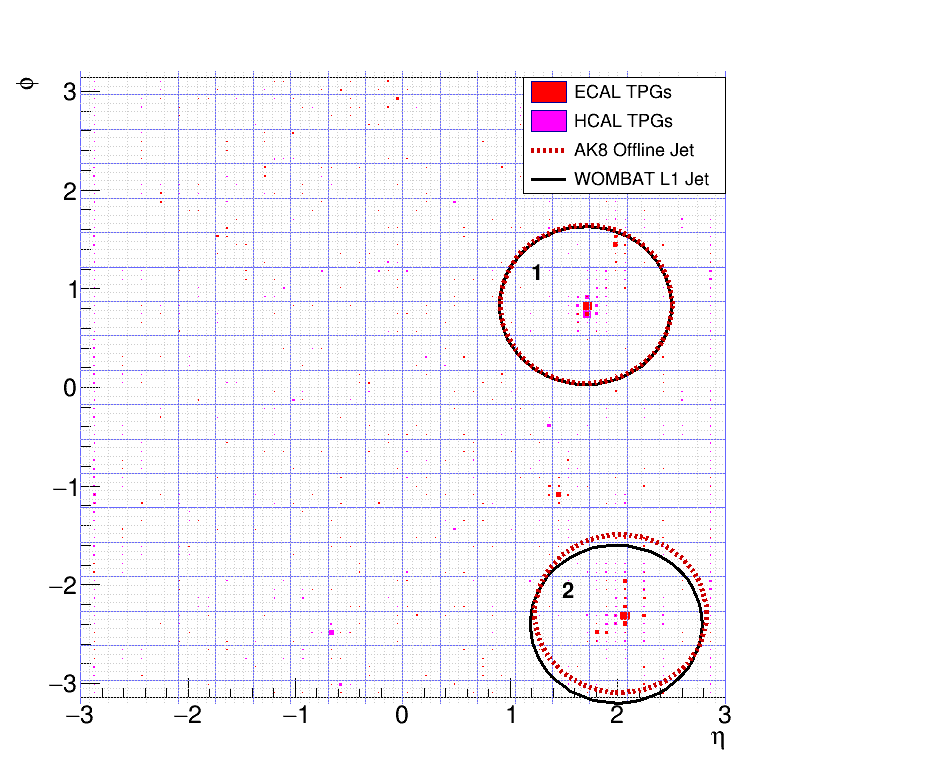 φ
3
2
1
0
−1
−2
−3
ECAL TPGs
HCAL TPGs
AK8 Offline Jet
WOMBAT L1 Jet
1
2
−3 −2 −1 0 1 2 3
η